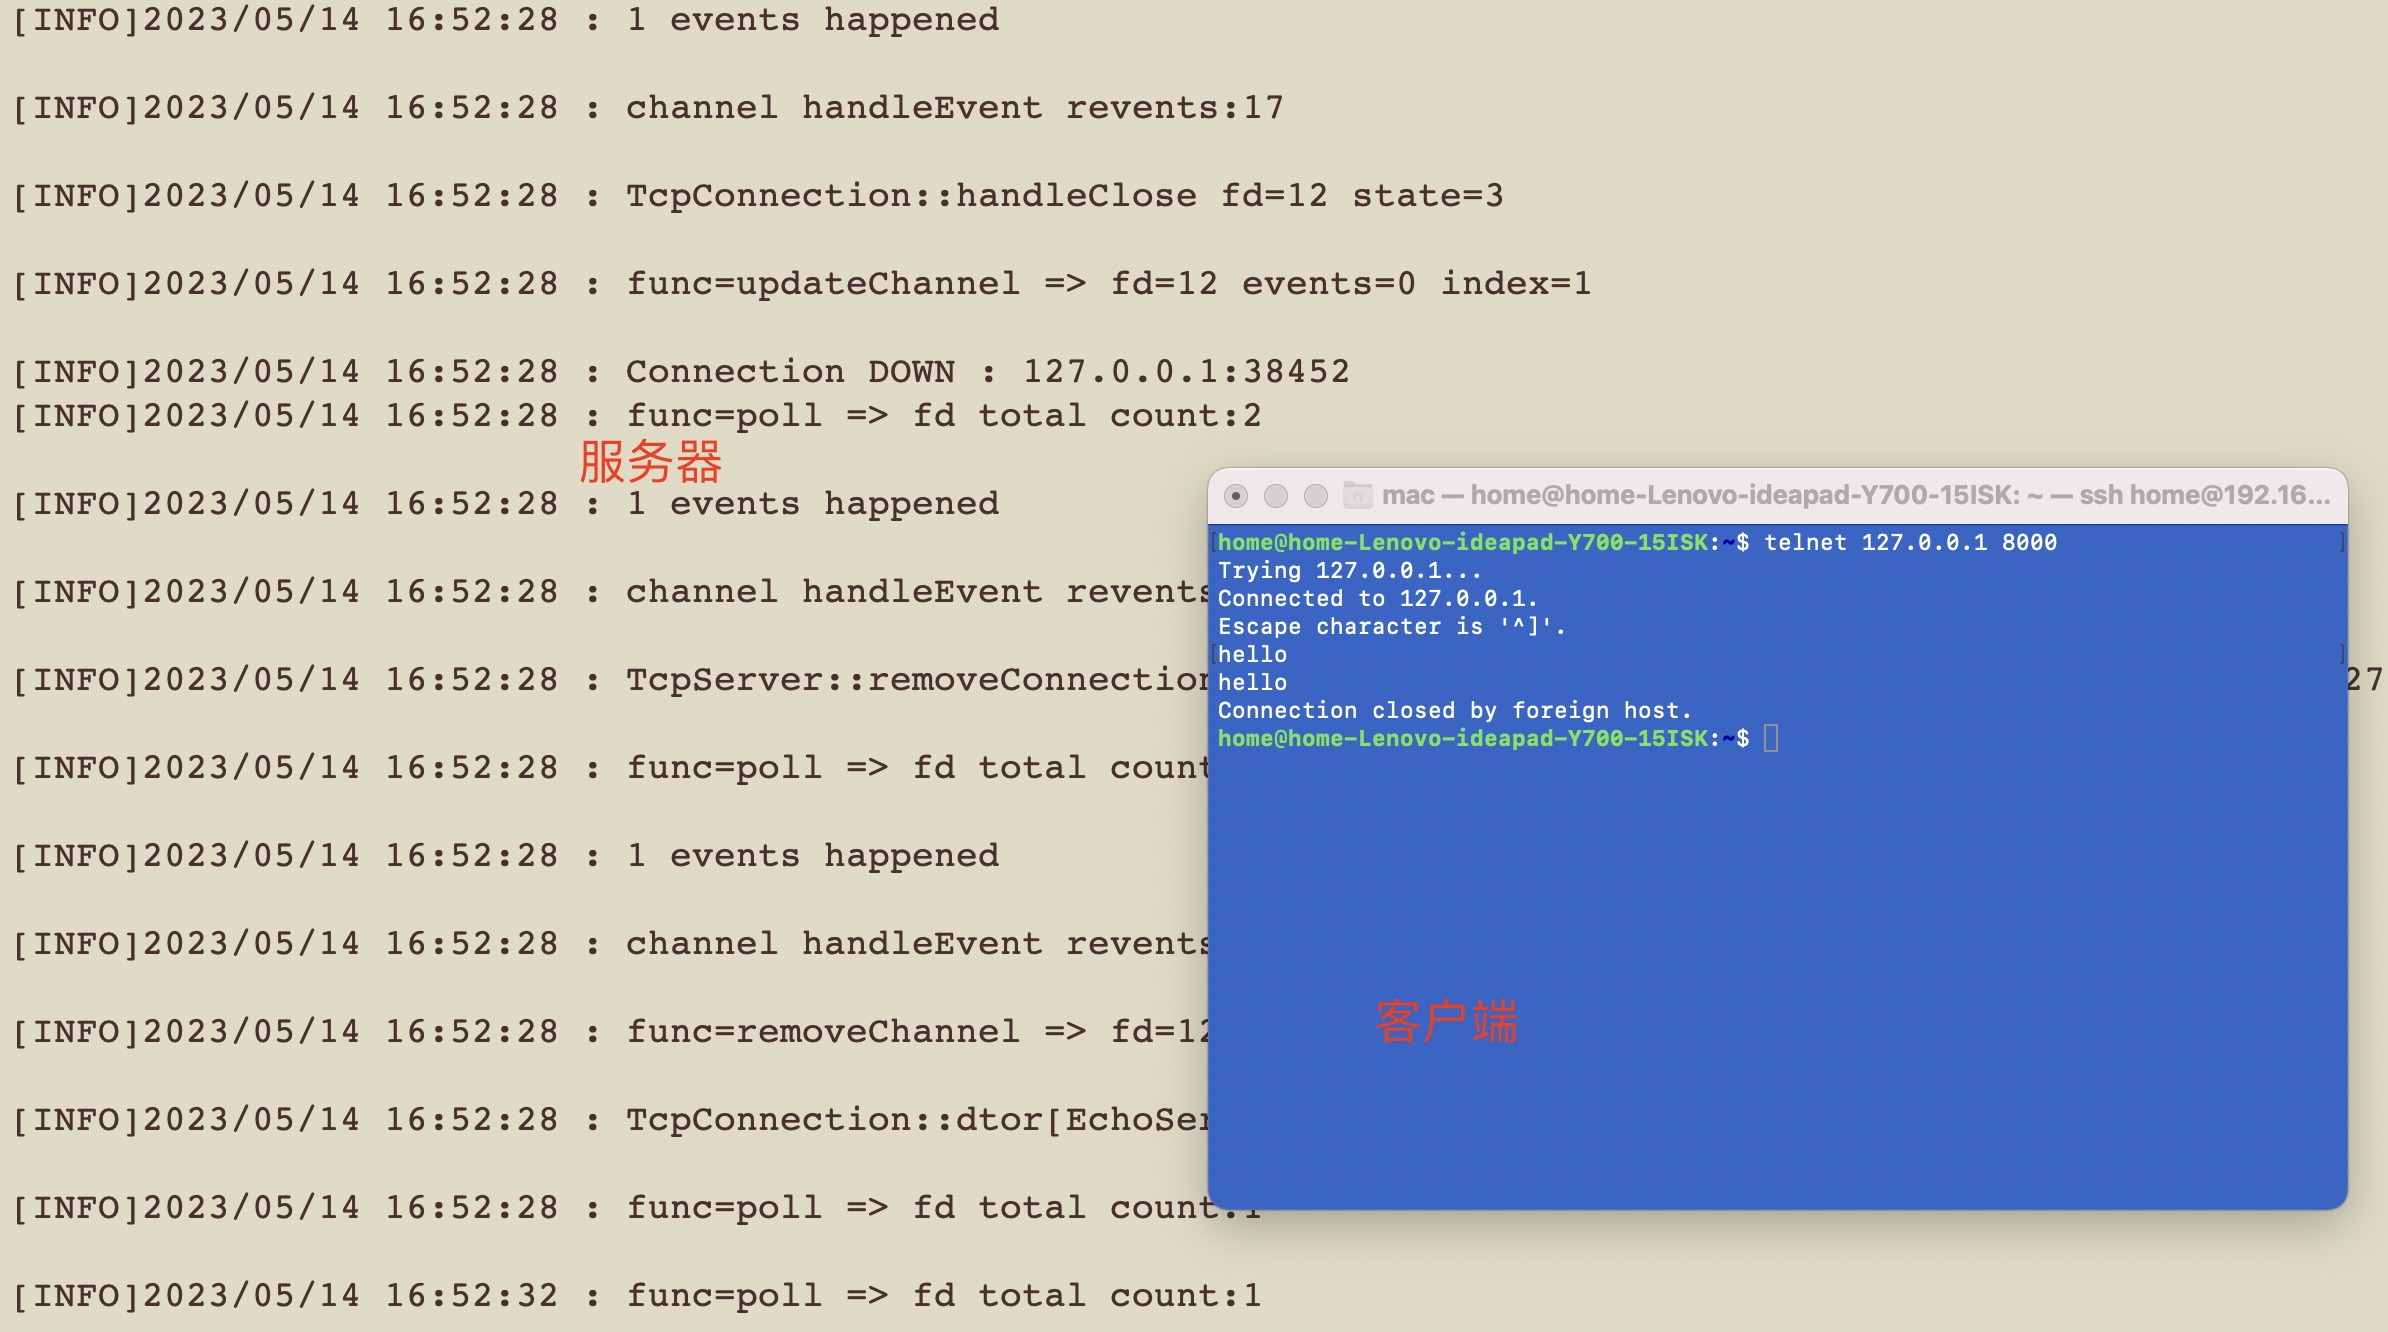 [INFO]2023/05/14 16:52:28 : 1 events happened
[INFO]2023/05/14 16:52:28 : channel handleEvent revents:17
[INFO]2023/05/14 16:52:28 : TcpConnection::handleClose fd=12 state=3
[INFO]2023/05/14 16:52:28 : func=updateChannel => fd=12 events=0 index=1
[INFO]2023/05/14 16:52:28 : Connection DOWN : 127.0.0.1:38452
[INFO]2023/05/14 16:52:28 : func=poll => fd total count:2
服务器
[INFO]2023/05/14 16:52:28 : 1 events happened
[INFO]2023/05/14 16:52:28 : channel handleEvent revents
[INFO]2023/05/14 16:52:28 : TcpServer::removeConnection
27
[INFO]2023/05/14 16:52:28 : func=poll => fd total count
[INFO]2023/05/14 16:52:28 : 1 events happened
[INFO]2023/05/14 16:52:28 : channel handleEvent revents
[INFO]2023/05/14 16:52:28 : func=removeChannel => fd=12
[INFO]2023/05/14 16:52:28 : TcpConnection::dtor[EchoSer
[INFO]2023/05/14 16:52:28 : func=poll => fd total count:1
[INFO]2023/05/14 16:52:32 : func=poll => fd total count:1
mac — home@home-Lenovo-ideapad-Y700-15ISK: ~ — ssh home@192.16...
home@home-Lenovo-ideapad-Y700-15ISK:~$ telnet 127.0.0.1 8000
Trying 127.0.0.1...
Connected to 127.0.0.1.
Escape character is '^]'.
hello
hello
Connection closed by foreign host.
home@home-Lenovo-ideapad-Y700-15ISK:~$
客户端